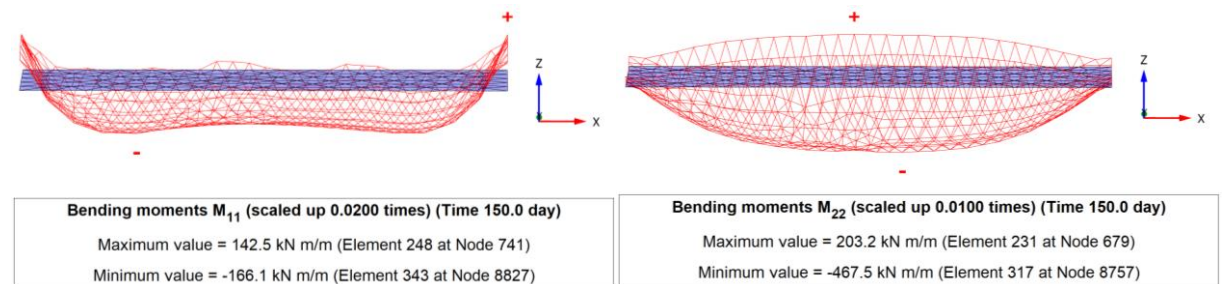 +
Z
X
-
Bending moments M11 (scaled up 0.0200 times) (Time 150.0 day)
Maximum value = 142.5 kN m/m (Element 248 at Node 741)
Minimum value = -166.1 kN m/m (Element 343 at Node 8827)
+
Z
X
-
Bending moments M22 (scaled up 0.0100 times) (Time 150.0 day)
Maximum value = 203.2 kN m/m (Element 231 at Node 679)
Minimum value = -467.5 kN m/m (Element 317 at Node 8757)